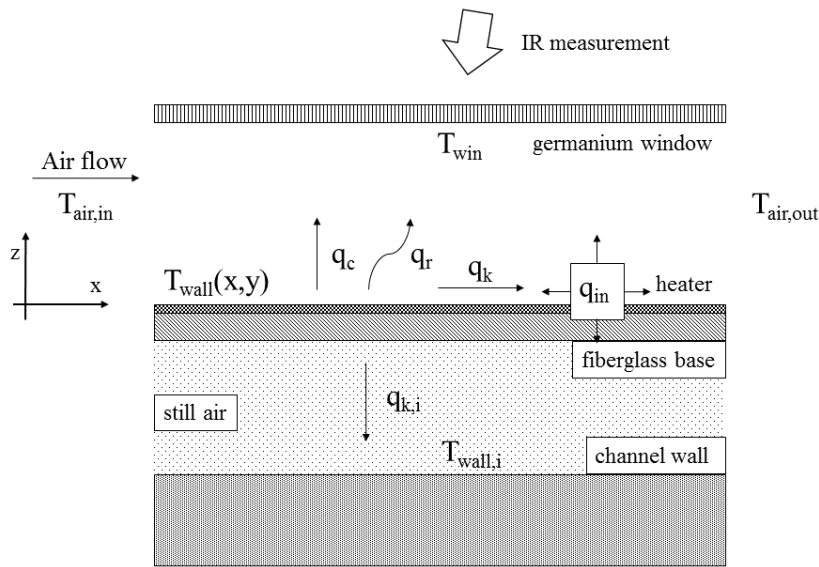 IR measurement
T_win
germanium window
Air flow
T_air,in
T_air,out
z
x
T_wall(x,y)
q_c
q_r
q_k
q_in
heater
fiberglass base
still air
q_k,i
T_wall,i
channel wall